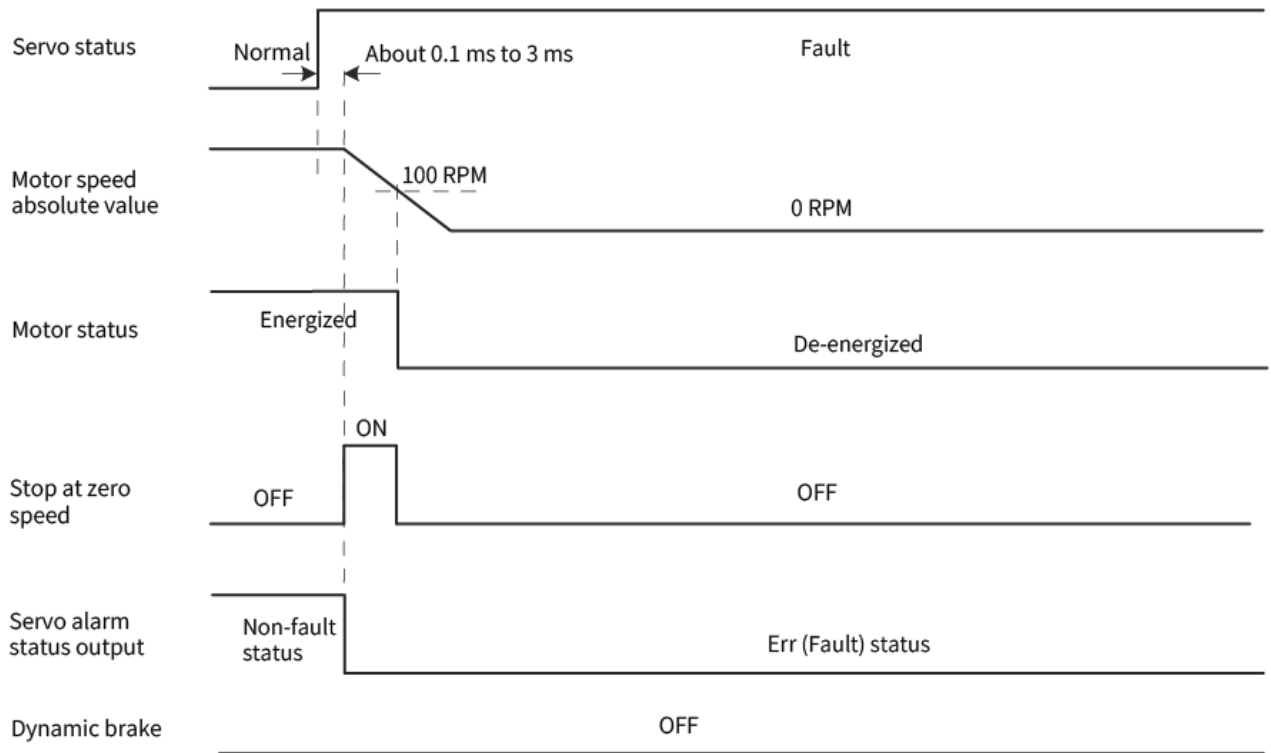 Servo status
Normal
About 0.1 ms to 3 ms
Fault
Motor speed
absolute value
100 RPM
0 RPM
Motor status
Energized
De-energized
Stop at zero
speed
OFF
ON
OFF
Servo alarm
status output
Non-fault
status
Err (Fault) status
Dynamic brake
OFF